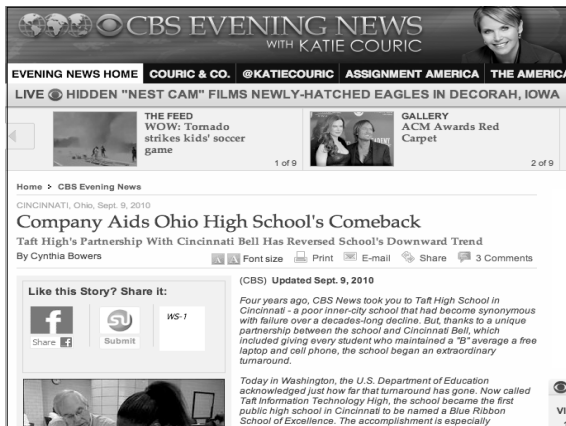 CBS EVENING NEWS
WITH KATIE COURIC
EVENING NEWS HOME COURIC & CO. @KATIECOURIC ASSIGNMENT AMERICA THE AMERICA
LIVE HIDDEN "NEST CAM" FILMS NEWLY-HATCHED EAGLES IN DECORAH, IOWA
THE FEED
WOW: Tornado
strikes kids' soccer
game
1 of 9
GALLERY
ACM Awards Red
Carpet
2 of 9
Home > CBS Evening News
CINCINNATI, Ohio, Sept. 9, 2010
Company Aids Ohio High School's Comeback
Taft High's Partnership With Cincinnati Bell Has Reversed School's Downward Trend
By Cynthia Bowers
A A Font size Print E-mail Share 3 Comments
Like this Story? Share it:
f
Share f
Submit
WS-1
(CBS) Updated Sept. 9, 2010
Four years ago, CBS News took you to Taft High School in
Cincinnati - a poor inner-city school that had become synonymous
with failure over a decades-long decline. But, thanks to a unique
partnership between the school and Cincinnati Bell, which
included giving every student who maintained a "B" average a free
laptop and cell phone, the school began an extraordinary
turnaround.
Today in Washington, the U.S. Department of Education
acknowledged just how far that turnaround has gone. Now called
Taft Information Technology High, the school became the first
public high school in Cincinnati to be named a Blue Ribbon
School of Excellence. The accomplishment is especially
VI